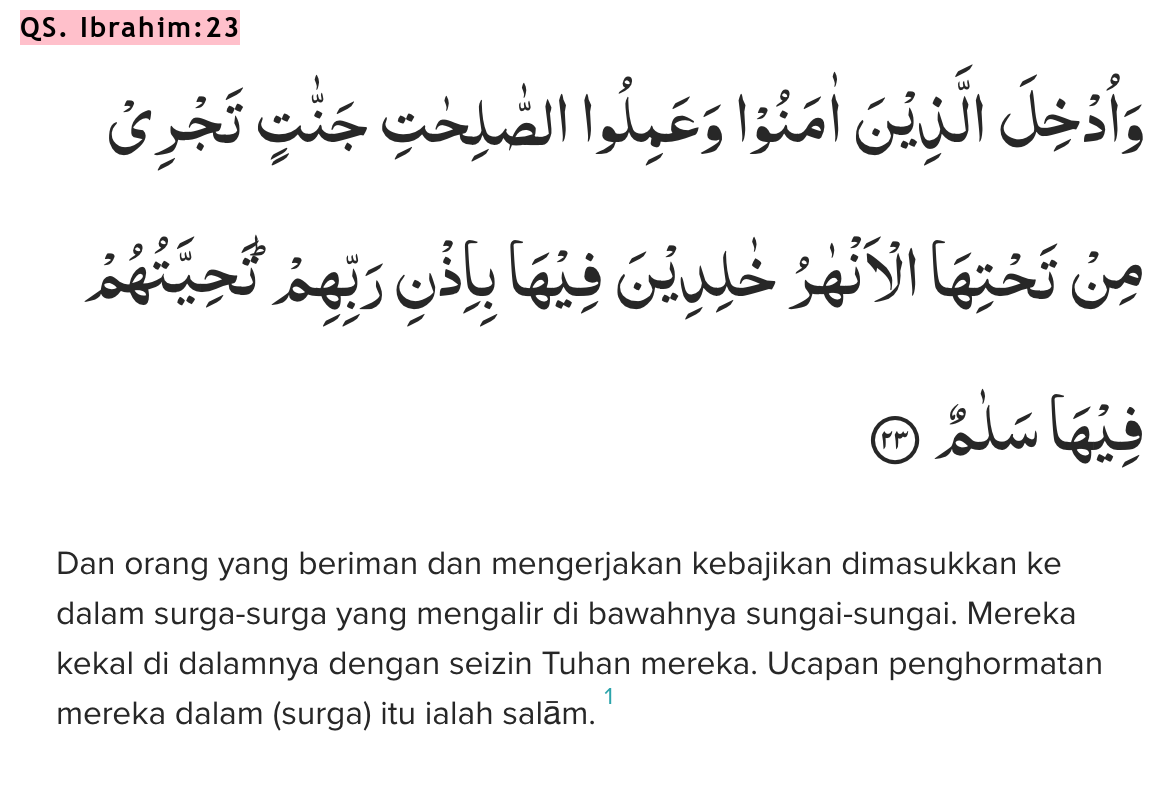 QS. Ibrahim:23
وَاُدْخِلَ الَّذِيْنَ اٰمَنُوْا وَعَمِلُوا الصّٰلِحٰتِ جَنّٰتٍ تَجْرِيْ
مِنْ تَحْتِهَا الْاَنْهٰرُ خٰلِدِيْنَ فِيْهَا بِاِذْنِ رَبِّهِمْۗ تَحِيَّتُهُمْ
فِيْهَا سَلٰمٌ ٢٣
Dan orang yang beriman dan mengerjakan kebajikan dimasukkan ke
dalam surga-surga yang mengalir di bawahnya sungai-sungai. Mereka
kekal di dalamnya dengan seizin Tuhan mereka. Ucapan penghormatan
mereka dalam (surga) itu ialah salām. 1